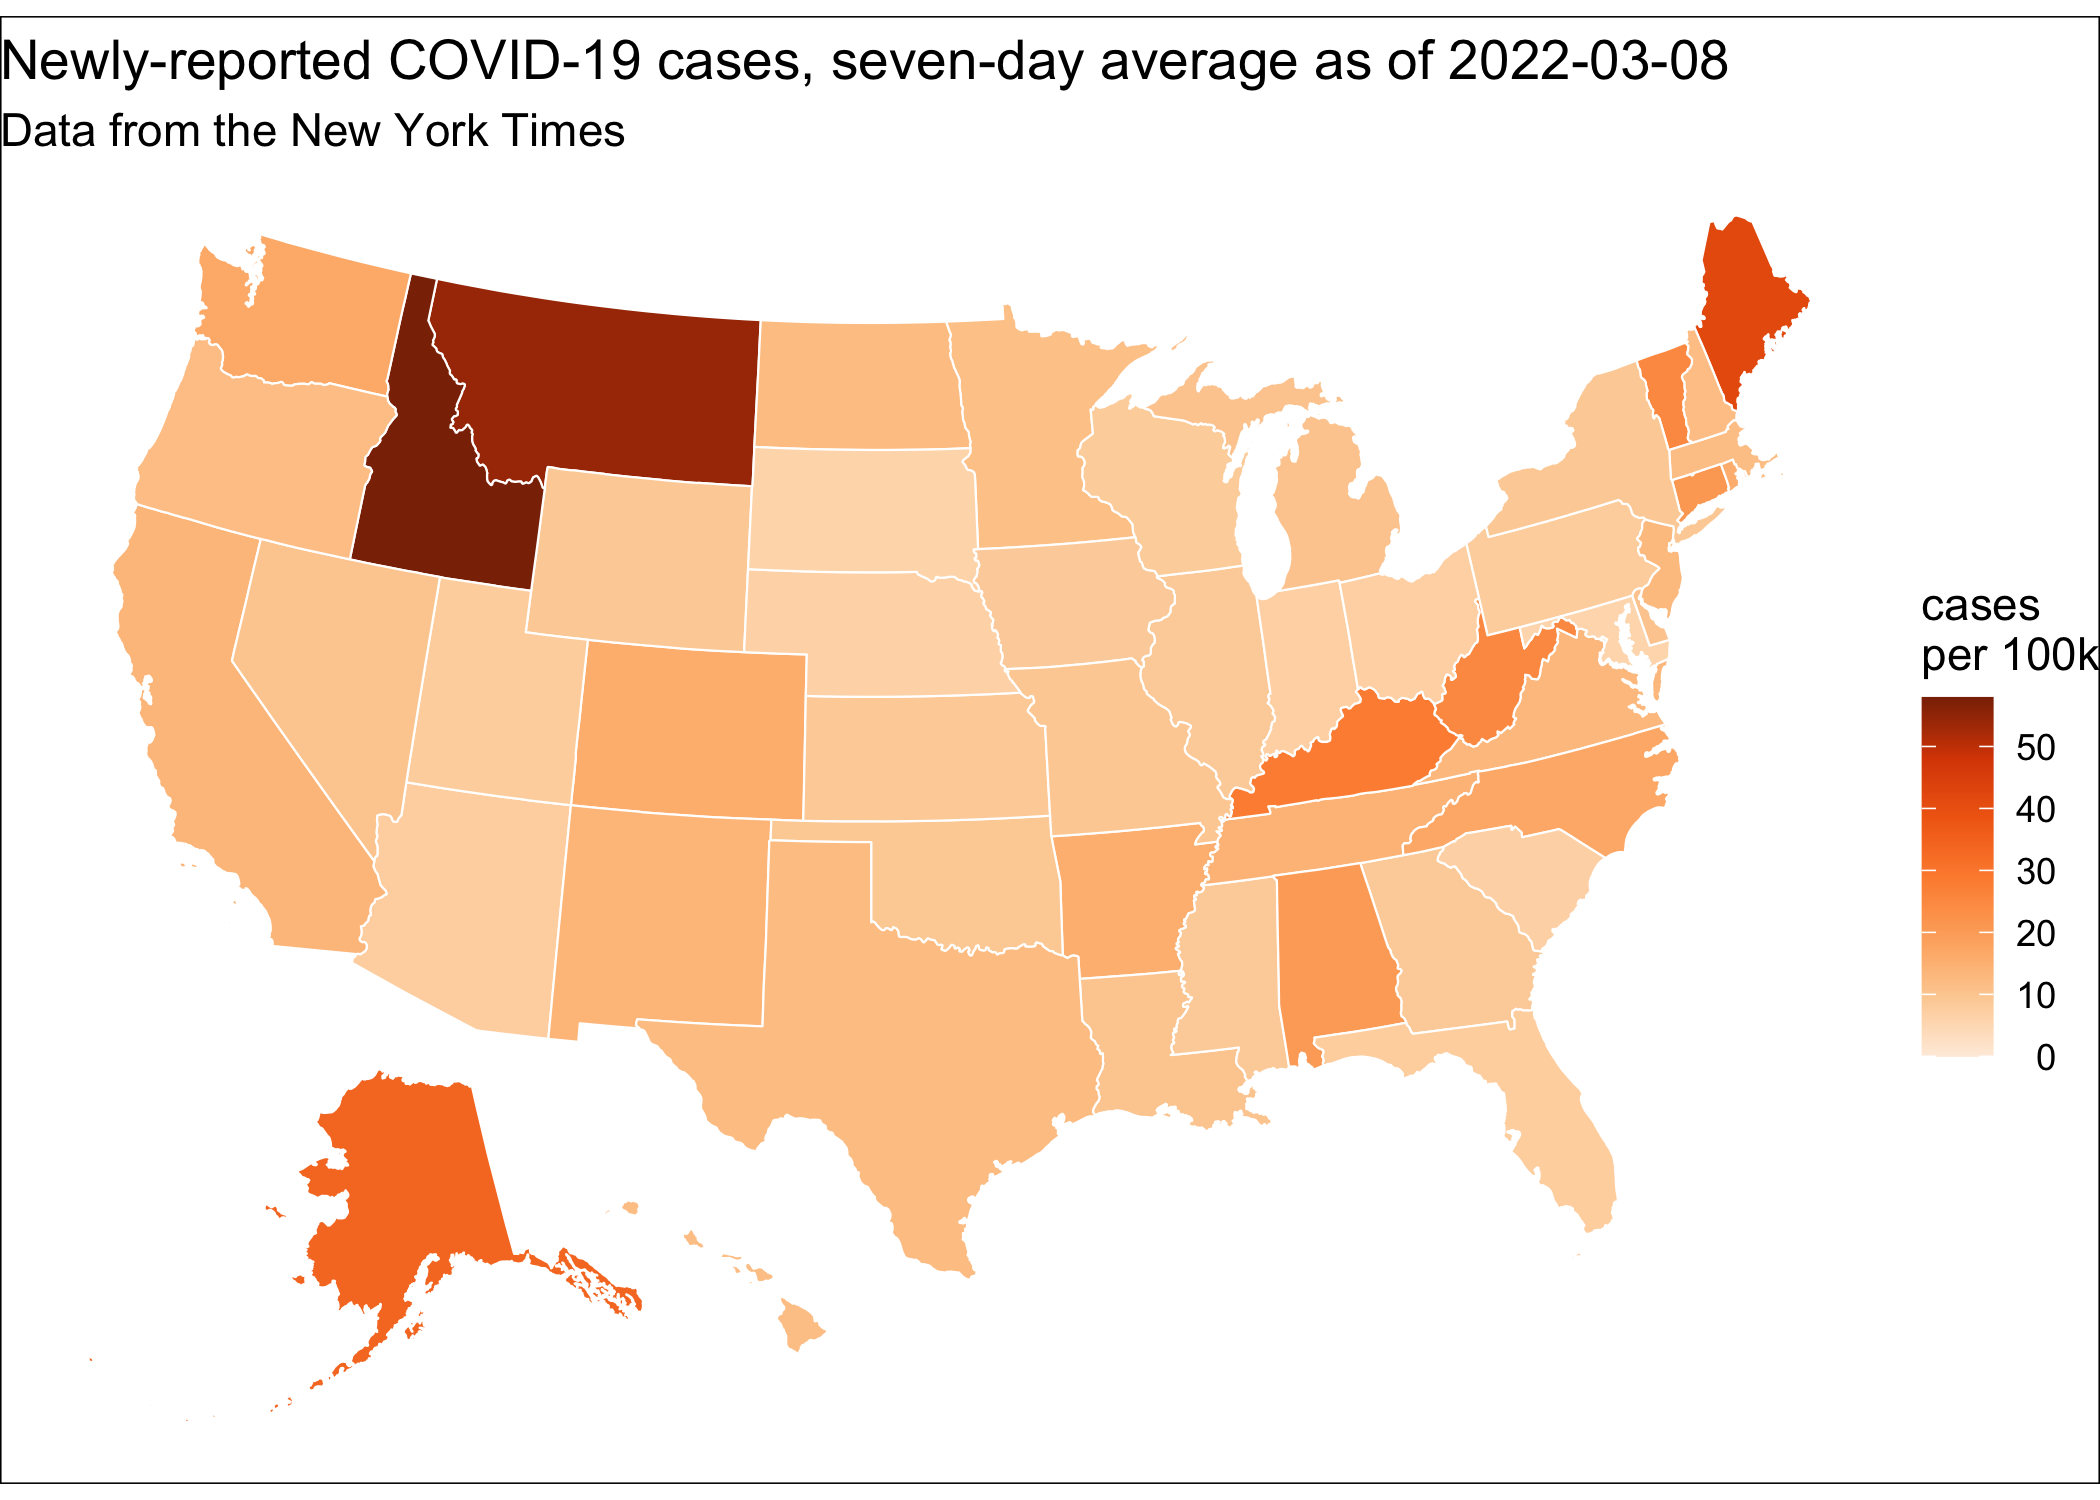 Newly-reported COVID-19 cases, seven-day average as of 2022-03-08
Data from the New York Times
cases
per 100k
50
40
30
20
10
0